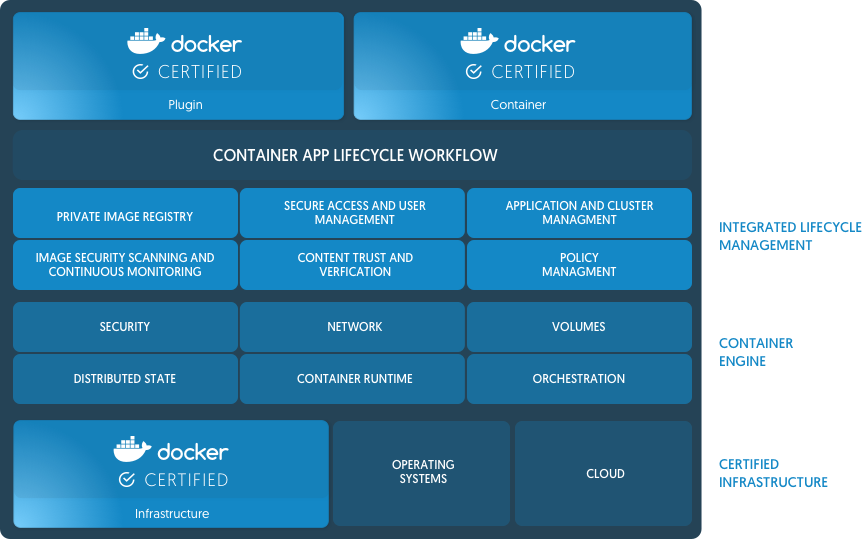 docker
CERTIFIED
Plugin
docker
CERTIFIED
Container
CONTAINER APP LIFECYCLE WORKFLOW
PRIVATE IMAGE REGISTRY
SECURE ACCESS AND USER
MANAGEMENT
APPLICATION AND CLUSTER
MANAGMENT
IMAGE SECURITY SCANNING AND
CONTINUOUS MONITORING
CONTENT TRUST AND
VERFICATION
POLICY
MANAGMENT
INTEGRATED LIFECYCLE
MANAGEMENT
SECURITY
NETWORK
VOLUMES
DISTRIBUTED STATE
CONTAINER RUNTIME
ORCHESTRATION
CONTAINER
ENGINE
docker
CERTIFIED
Infrastructure
OPERATING
SYSTEMS
CLOUD
CERTIFIED
INFRASTRUCTURE